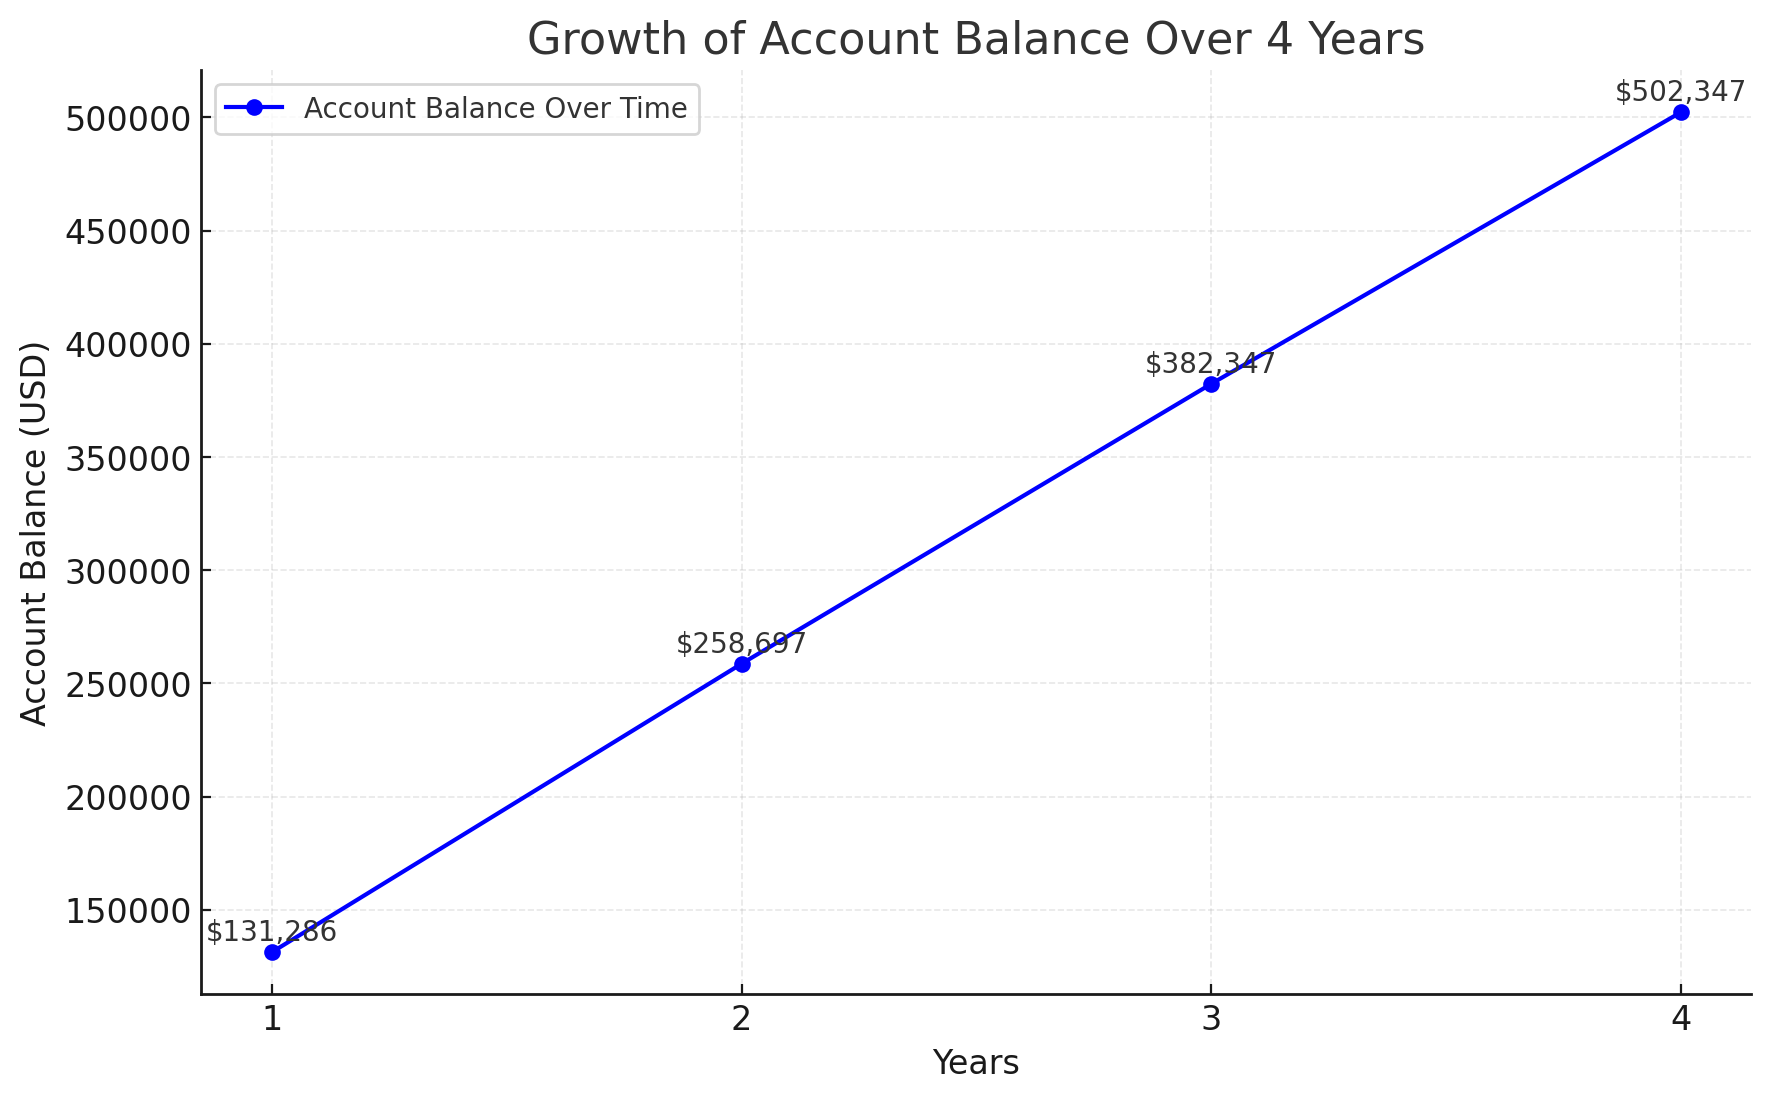 Growth of Account Balance Over 4 Years
Account Balance Over Time
Account Balance (USD)
500000
450000
400000
350000
300000
250000
200000
150000
$131,286
$258,697
$382,347
$502,347
1 2 3 4
Years